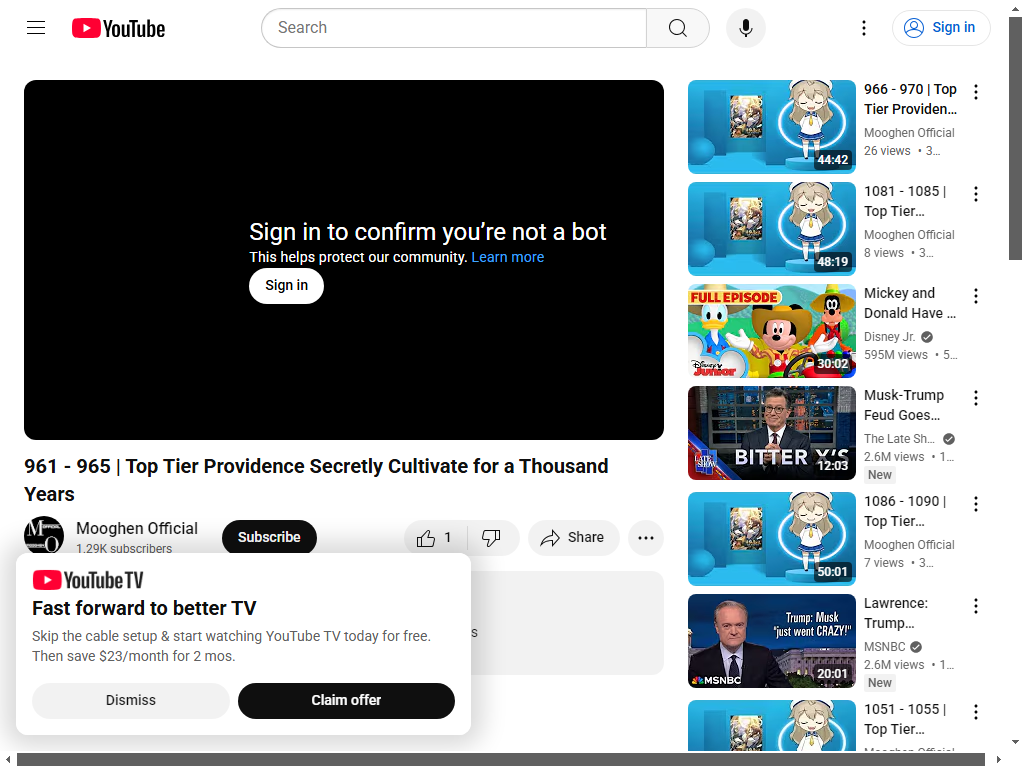 YouTube
Search
Sign in
Sign in to confirm you’re not a bot
This helps protect our community. Learn more
Sign in
961 - 965 | Top Tier Providence Secretly Cultivate for a Thousand
Years
Mooghen Official
1.29K subscribers
Subscribe
1
Share
s
YouTube TV
Fast forward to better TV
Skip the cable setup & start watching YouTube TV today for free.
Then save $23/month for 2 mos.
Dismiss
Claim offer
44:42
966 - 970 | Top
Tier Providen...
Mooghen Official
26 views • 3...
48:19
1081 - 1085 |
Top Tier...
Mooghen Official
8 views • 3...
FULL EPISODE
Disney Junior
30:02
Mickey and
Donald Have ...
Disney Jr.
595M views • 5...
LATE SHOW
BITTER X'S
12:03
Musk-Trump
Feud Goes...
The Late Sh...
2.6M views • 1...
New
50:01
1086 - 1090 |
Top Tier...
Mooghen Official
7 views • 3...
Trump: Musk
"just went CRAZY!"
MSNBC
20:01
Lawrence:
Trump...
MSNBC
2.6M views • 1...
New
1051 - 1055 |
Top Tier...
Mooghen Official